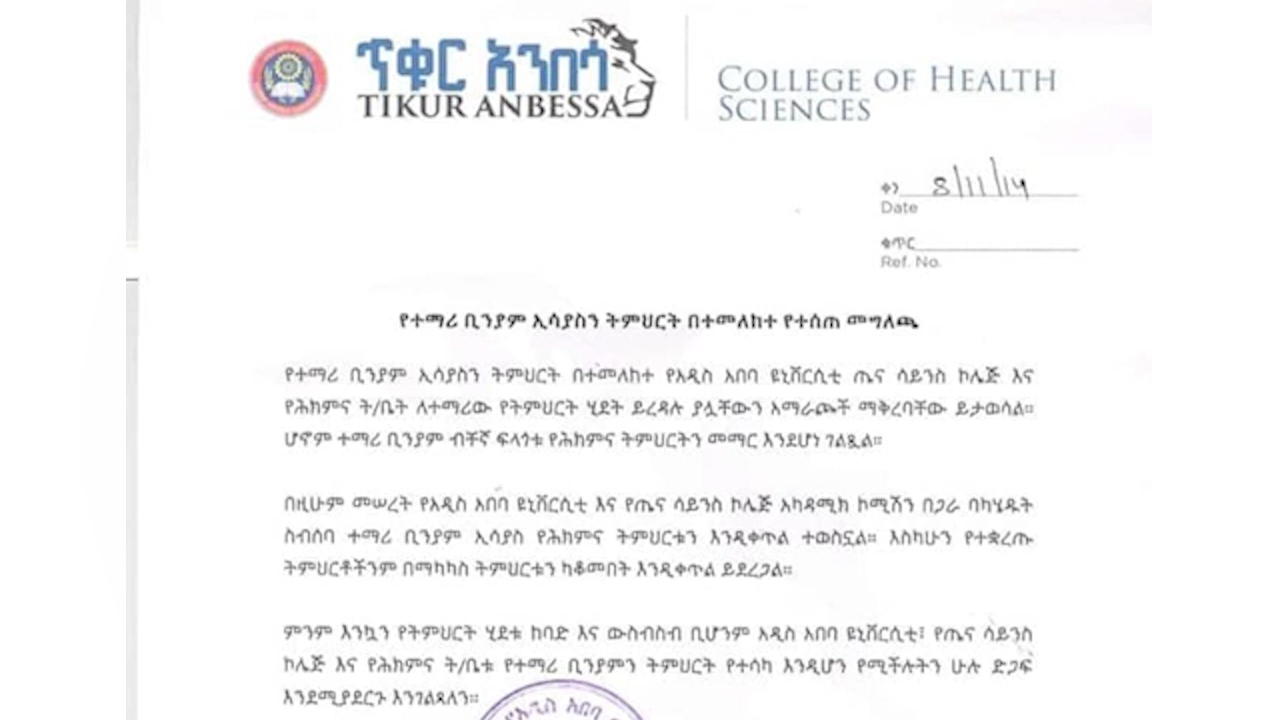 ጥቁር አንበሳ
TIKUR ANBESSA
COLLEGE OF HEALTH
SCIENCES
ቀን 8/11/14
Date
ቁጥር
Ref. No.
የተማሪ ቢንያም ኢሳያስን ትምህርት በተመለከተ የተሰጠ መግለጫ
የተማሪ ቢንያም ኢሳያስን ትምህርት በተመለከተ የአዲስ አበባ ዩኒቨርሲቲ ጤና ሳይንስ ኮሌጅ እና
የሕክምና ት/ቤት ለተማሪው የትምህርት ሂደት ይረዳሉ ያሏቸውን አማራጮች ማቅረባቸው ይታወሳል።
ሆኖም ተማሪ ቢንያም ብቸኛ ፍላጎቱ የሕክምና ትምህርትን መማር እንደሆነ ገልጿል።
በዚሁም መሠረት የአዲስ አበባ ዩኒቨርሲቲ እና የጤና ሳይንስ ኮሌጅ አካዳሚክ ኮሚሽን በጋራ ባካሄዱት
ስብሰባ ተማሪ ቢንያም ኢሳያስ የሕክምና ትምህርቱን እንዲቀጥል ተወስኗል። እስካሁን የተቋረጡ
ትምህርቶችንም በማካካስ ትምህርቱን ካቆመበት እንዲቀጥል ይደረጋል።
ምንም እንኳን የትምህርት ሂደቱ ከባድ እና ውስብስብ ቢሆንም አዲስ አበባ ዩኒቨርሲቲ፣ የጤና ሳይንስ
ኮሌጅ እና የሕክምና ት/ቤቱ የተማሪ ቢንያምን ትምህርት የተሳካ እንዲሆን የሚችሉትን ሁሉ ድጋፍ
እንደሚያደርጉ እንገልጻለን።
የአዲስ አበባ